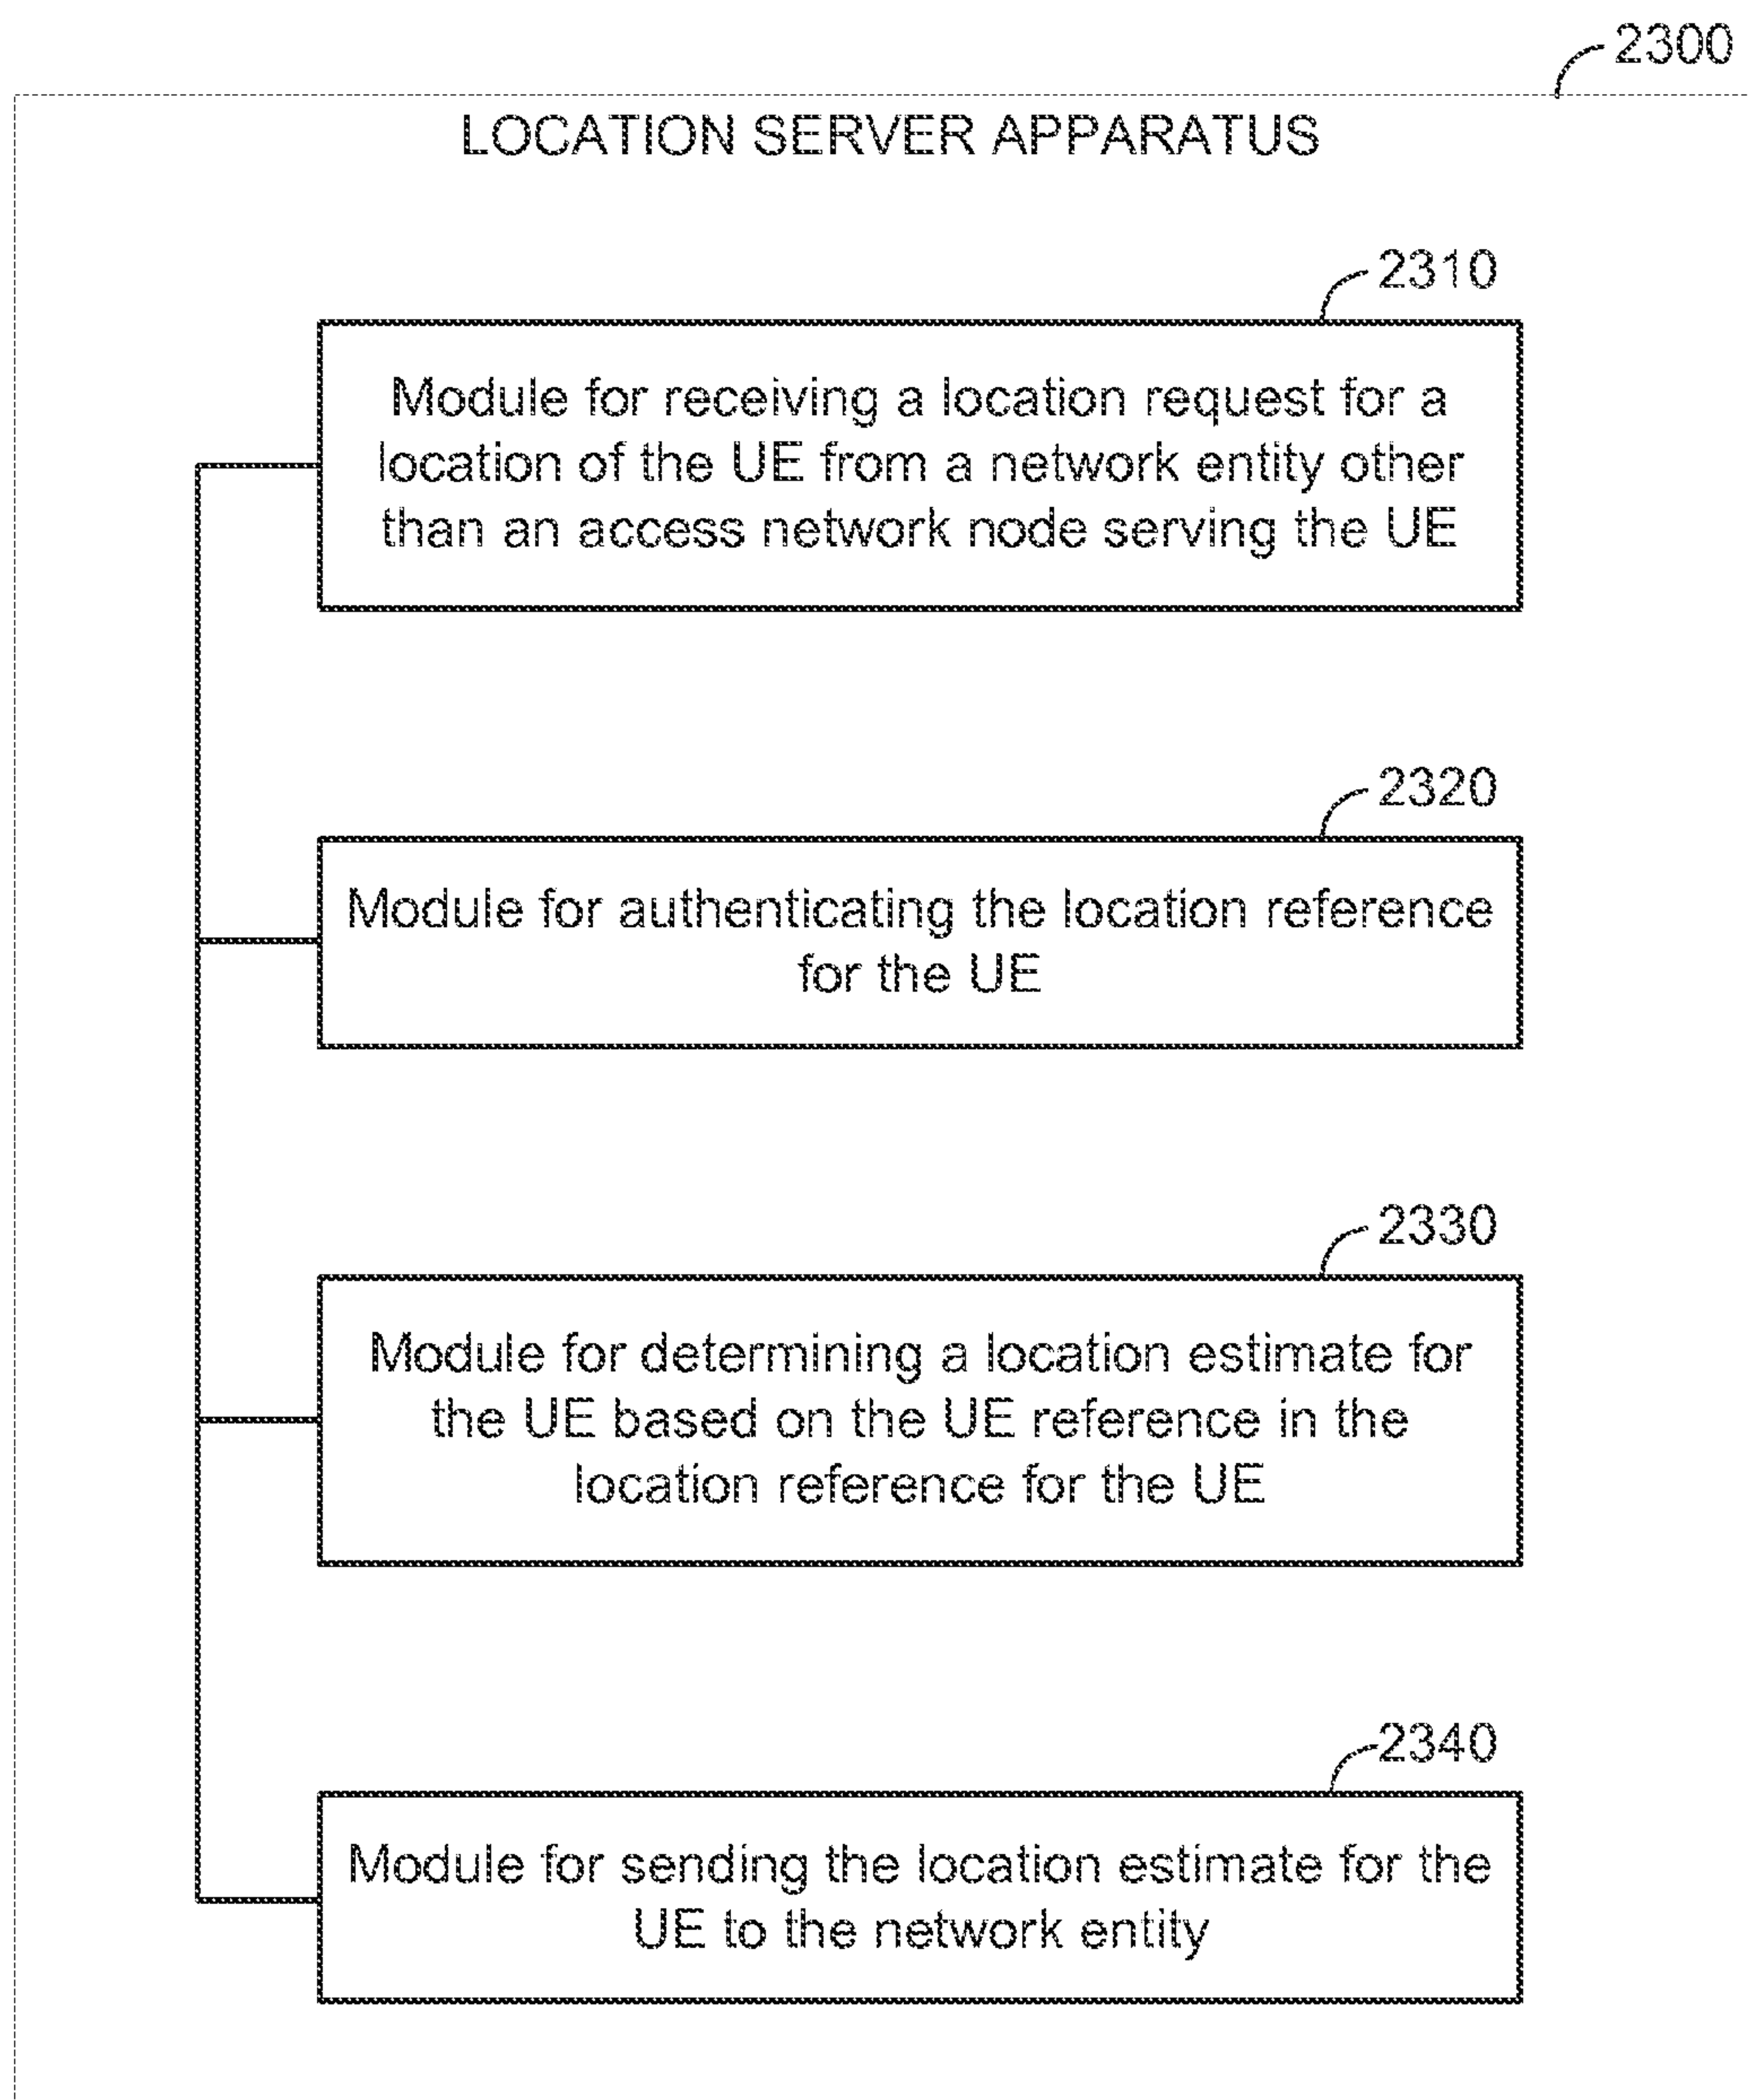 2300
LOCATION SERVER APPARATUS
2310
Module for receiving a location request for a
location of the UE from a network entity other
than an access network node serving the UE
2320
Module for authenticating the location reference
for the UE
2330
Module for determining a location estimate for
the UE based on the UE reference in the
location reference for the UE
2340
Module for sending the location estimate for the
UE to the network entity